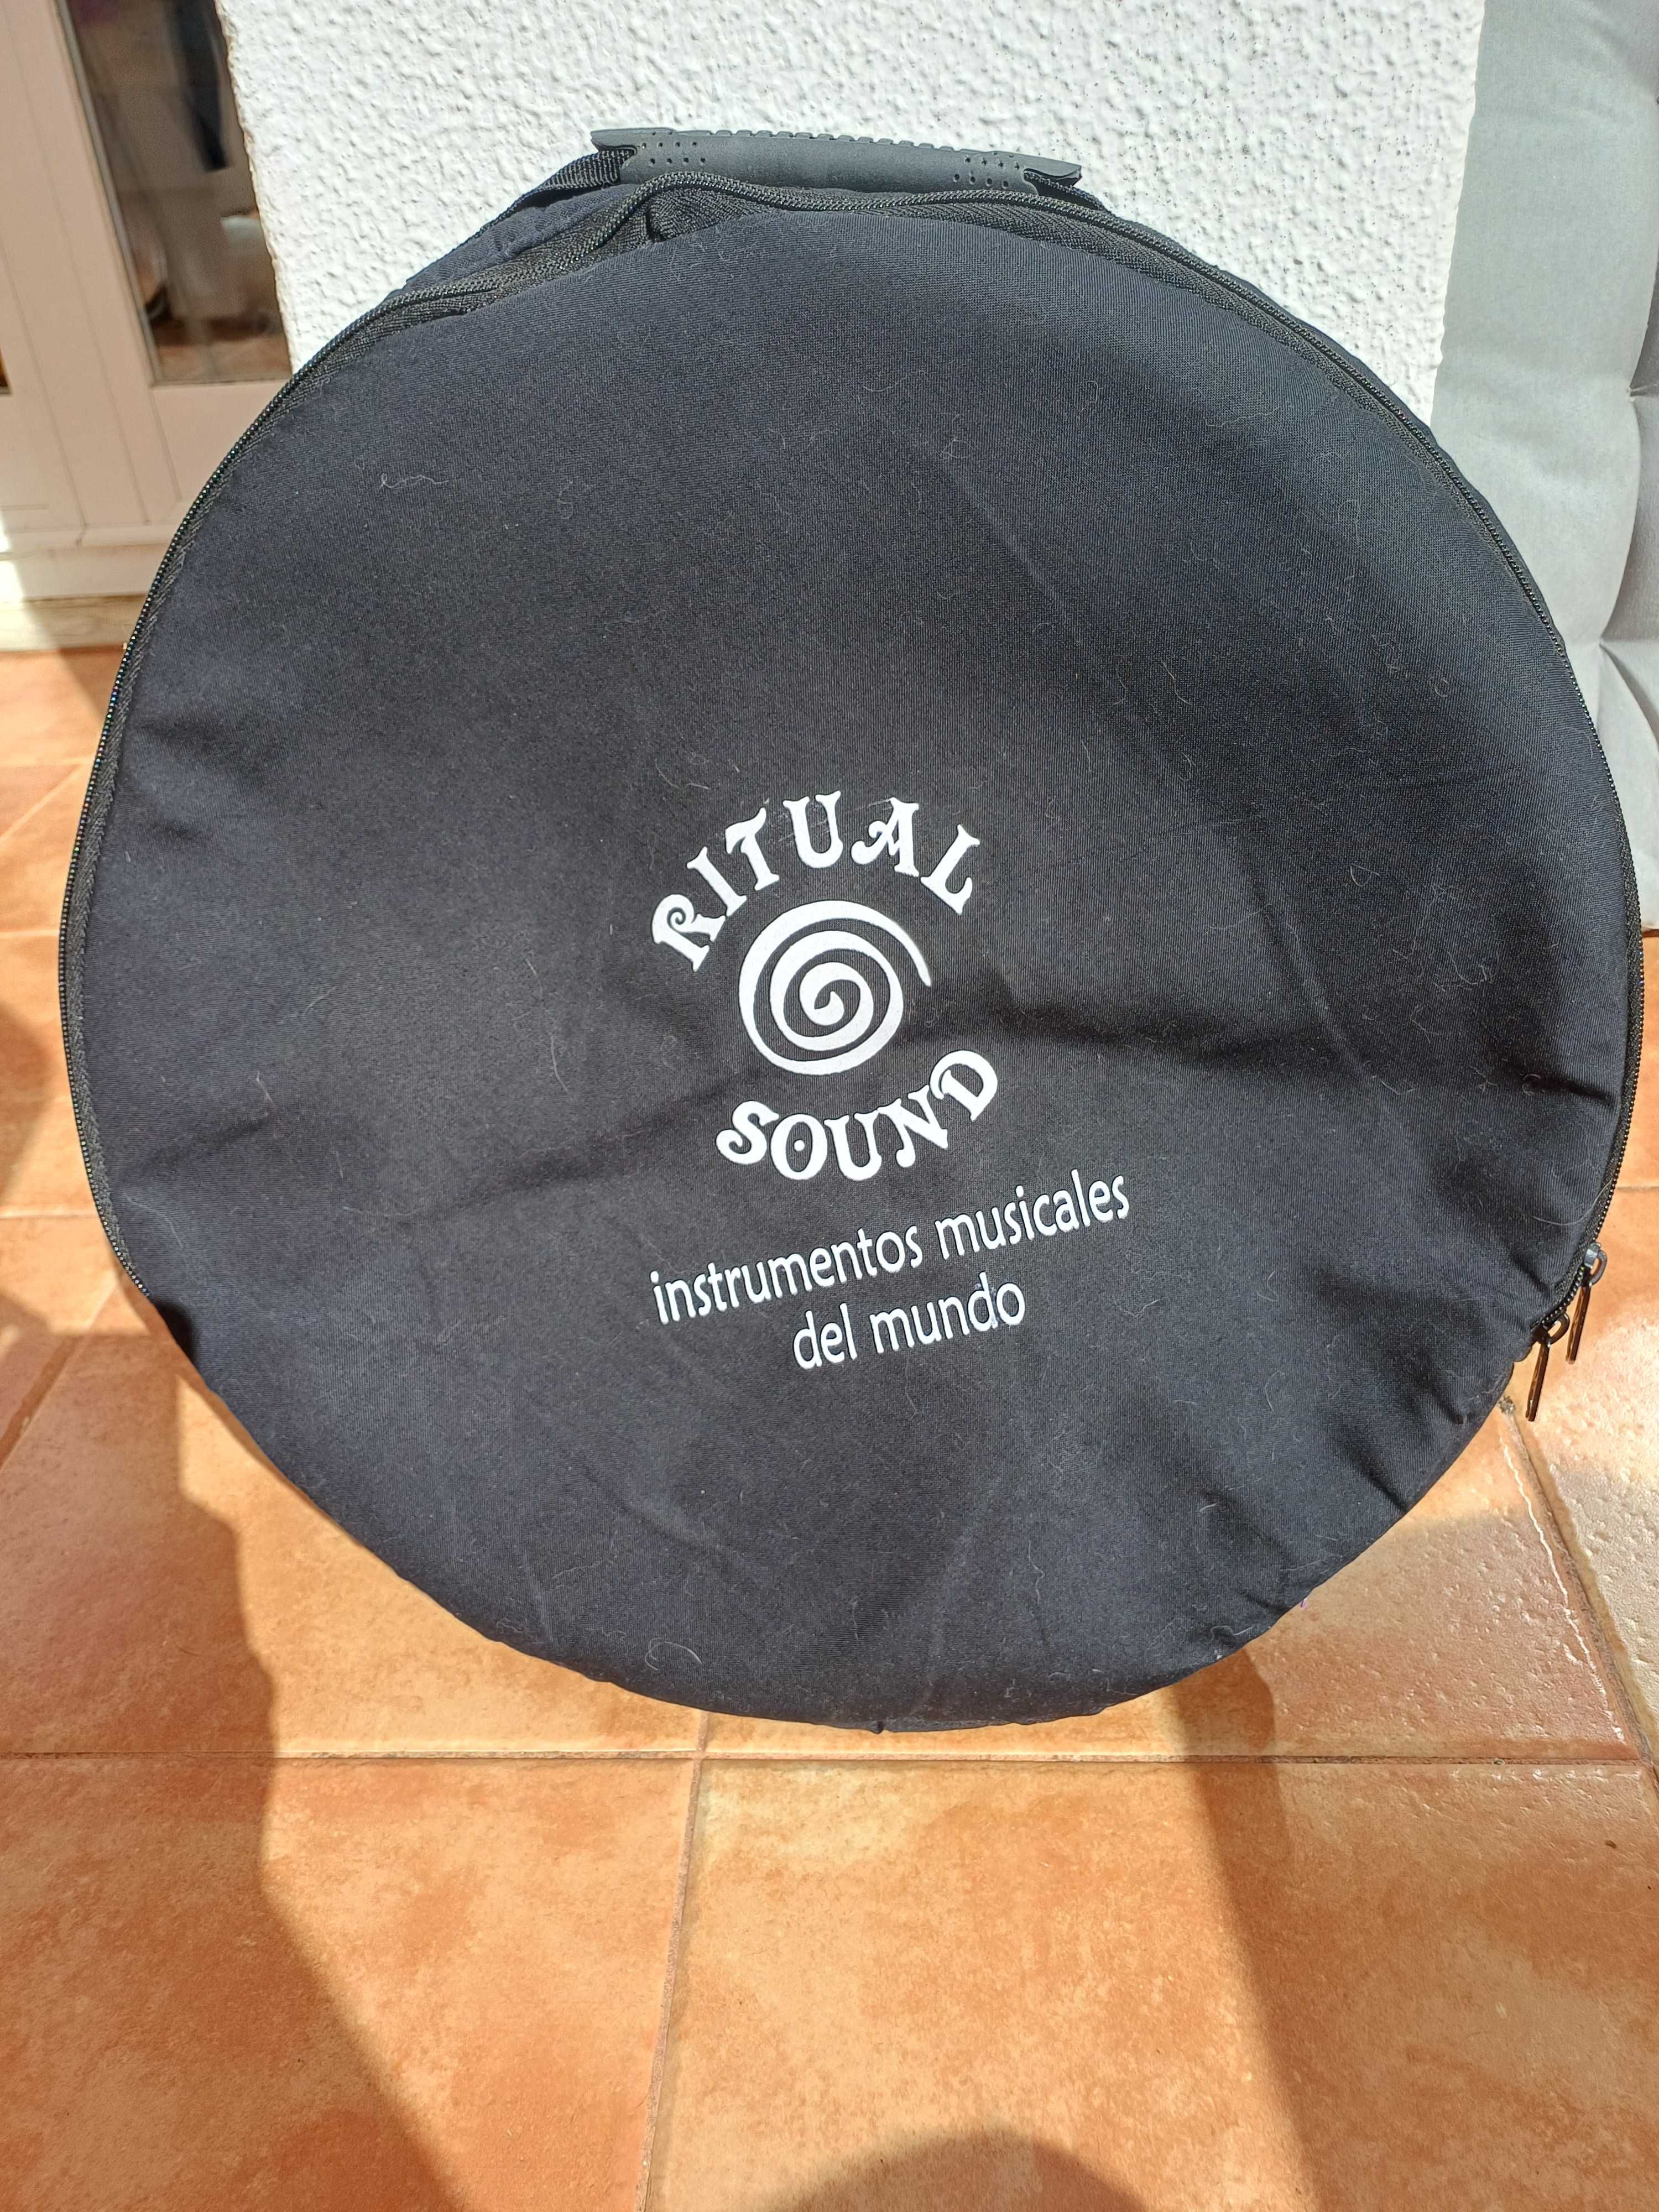 RITUAL
SOUND
instrumentos musicales
del mundo